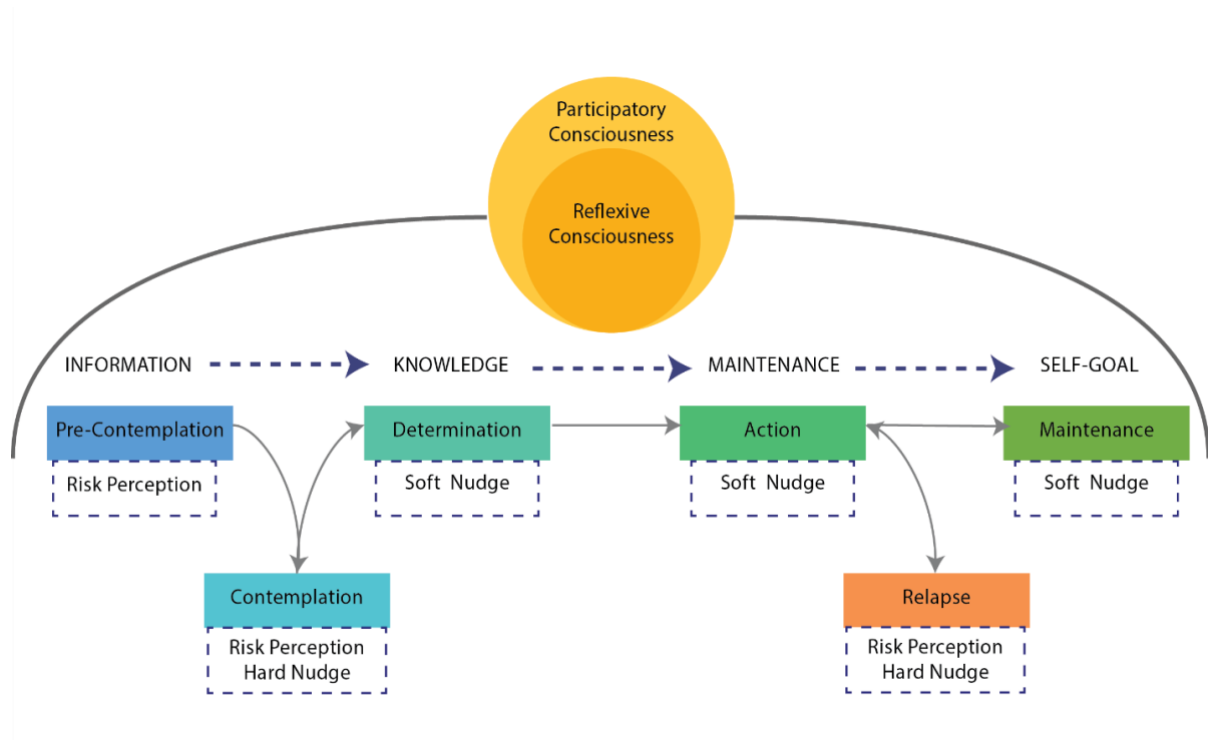 Participatory
Consciousness
Reflexive
Consciousness
INFORMATION
KNOWLEDGE
MAINTENANCE
SELF-GOAL
Pre-Contemplation
Determination
Action
Maintenance
Risk Perception
Soft Nudge
Soft Nudge
Soft Nudge
Contemplation
Relapse
Risk Perception
Hard Nudge
Risk Perception
Hard Nudge